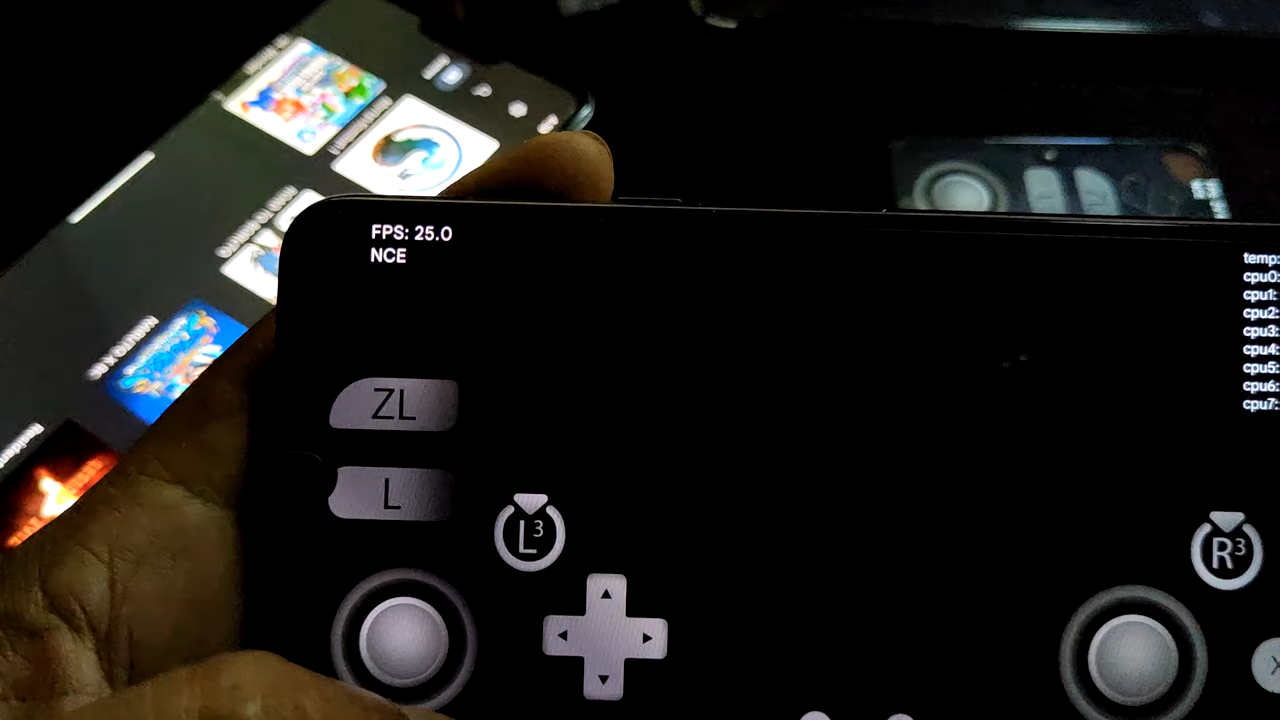 FPS: 25.0
NCE
temp:
cpu0:
cpu1:
cpu2:
cpu3:
cpu4:
cpu5:
cpu6:
cpu7:
ZL
L
L3
R3
X